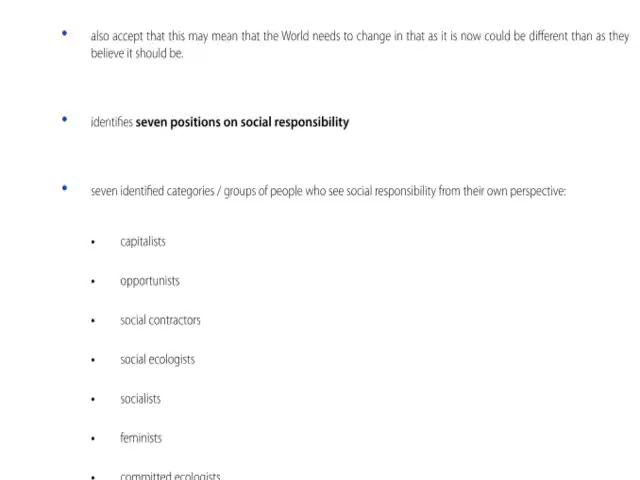 • also accept that this may mean that the World needs to change in that as it is now could be different than as they
believe it should be.
• identifies seven positions on social responsibility
• seven identified categories / groups of people who see social responsibility from their own perspective:
• capitalists
• opportunists
• social contractors
• social ecologists
• socialists
• feminists
• committed ecologists